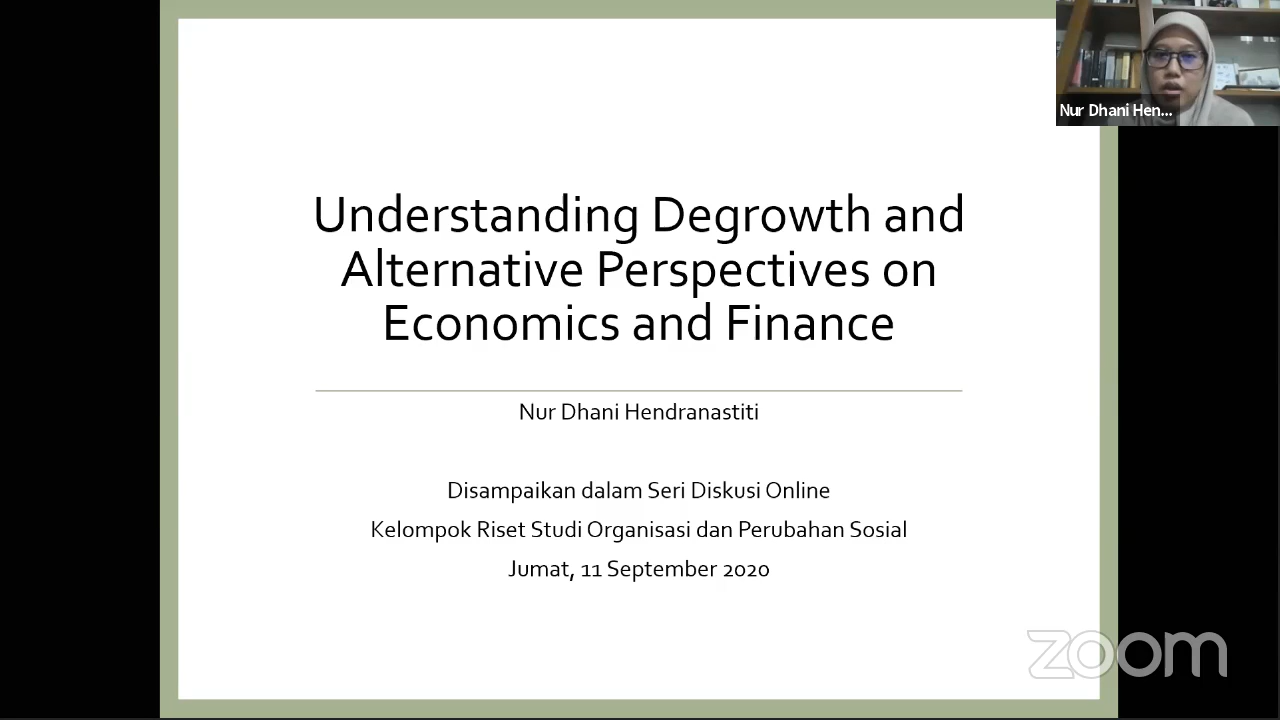 Understanding Degrowth and
Alternative Perspectives on
Economics and Finance
Nur Dhani Hendranastiti
Disampaikan dalam Seri Diskusi Online
Kelompok Riset Studi Organisasi dan Perubahan Sosial
Jumat, 11 September 2020
Nur Dhani Hen...
zoom